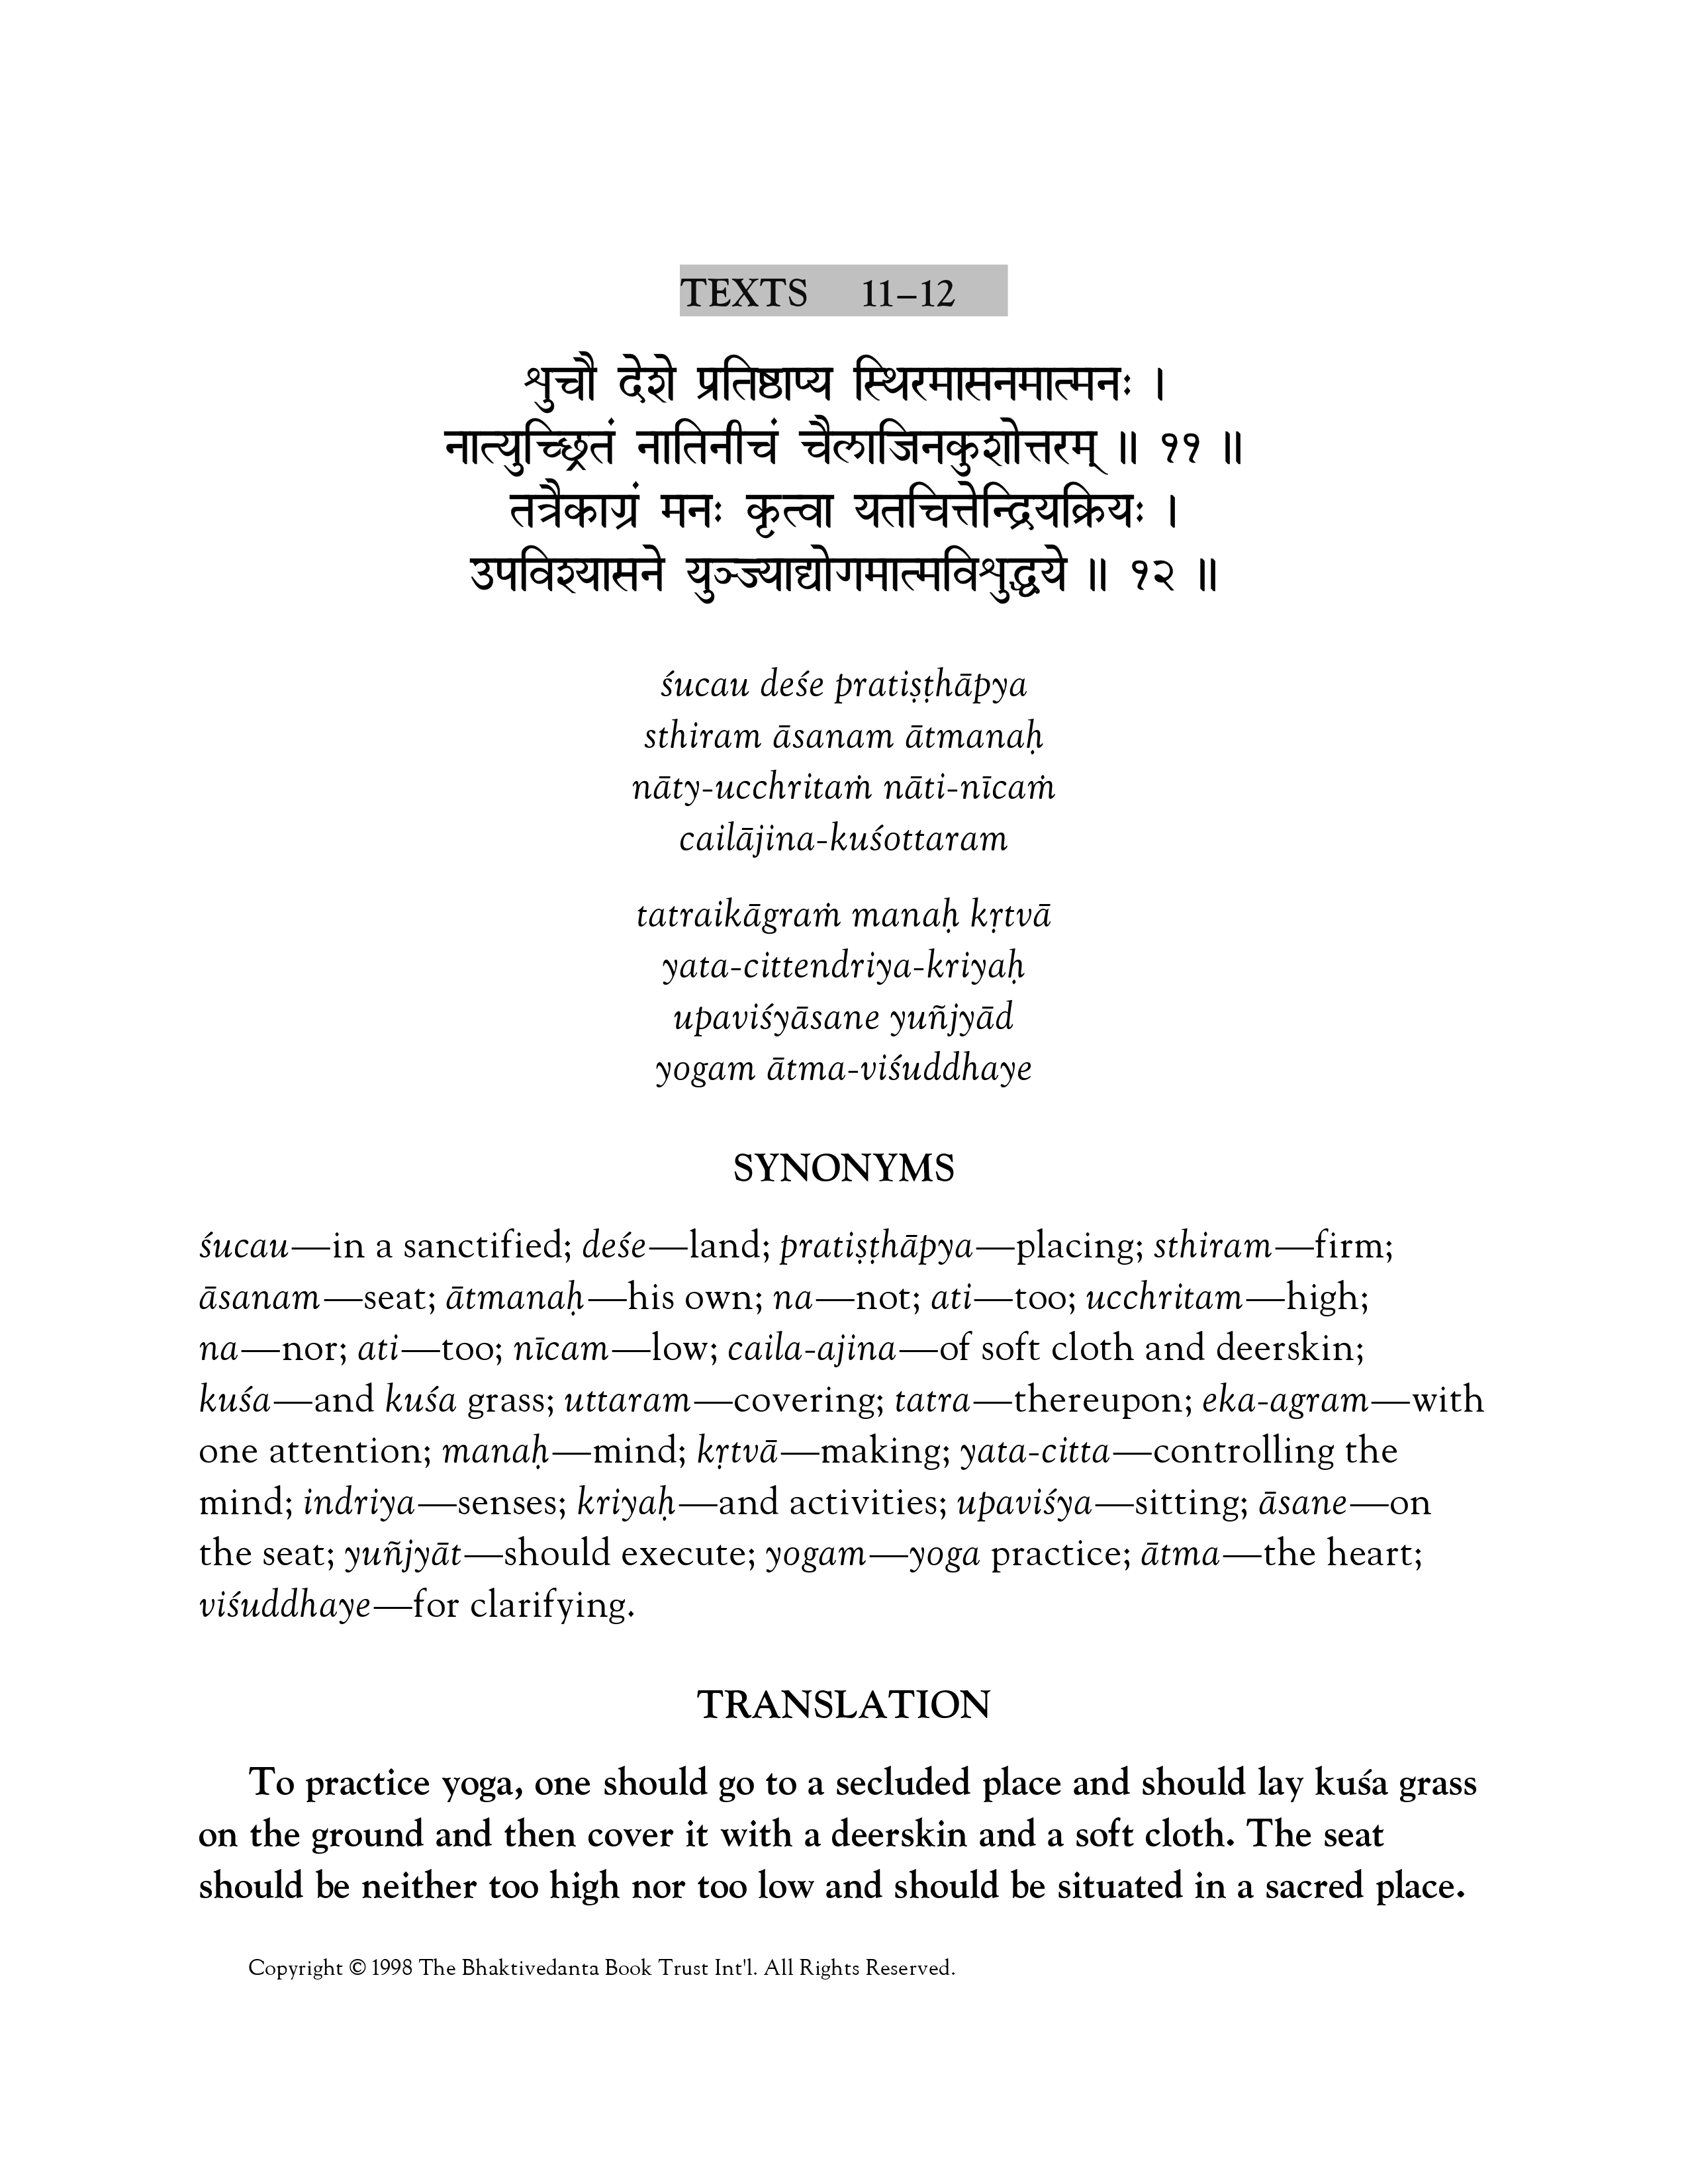 TEXTS 11–12
शुचौ देशे प्रतिष्ठाप्य स्थिरमासनमात्मनः ।
नात्युच्छ्रितं नातिनीचं चैलाजिनकुशोत्तरम् ॥ ११ ॥
तत्रैकाग्रं मनः कृत्वा यतचित्तेन्द्रियक्रियः ।
उपविश्यासने युञ्ज्याद्योगमात्मविशुद्धये ॥ १२ ॥
śucau deśe pratiṣṭhāpya
sthiram āsanam ātmanaḥ
nāty-ucchritaṁ nāti-nīcaṁ
cailājina-kuśottaram
tatraikāgraṁ manaḥ kṛtvā
yata-cittendriya-kriyaḥ
upaviśyāsane yuñjyād
yogam ātma-viśuddhaye
SYNONYMS
śucau—in a sanctified; deśe—land; pratiṣṭhāpya—placing; sthiram—firm;
āsanam—seat; ātmanaḥ—his own; na—not; ati—too; ucchritam—high;
na—nor; ati—too; nīcam—low; caila-ajina—of soft cloth and deerskin;
kuśa—and kuśa grass; uttaram—covering; tatra—thereupon; eka-agram—with
one attention; manaḥ—mind; kṛtvā—making; yata-citta—controlling the
mind; indriya—senses; kriyaḥ—and activities; upaviśya—sitting; āsane—on
the seat; yuñjyāt—should execute; yogam—yoga practice; ātma—the heart;
viśuddhaye—for clarifying.
TRANSLATION
To practice yoga, one should go to a secluded place and should lay kuśa grass
on the ground and then cover it with a deerskin and a soft cloth. The seat
should be neither too high nor too low and should be situated in a sacred place.
Copyright © 1998 The Bhaktivedanta Book Trust Int'l. All Rights Reserved.